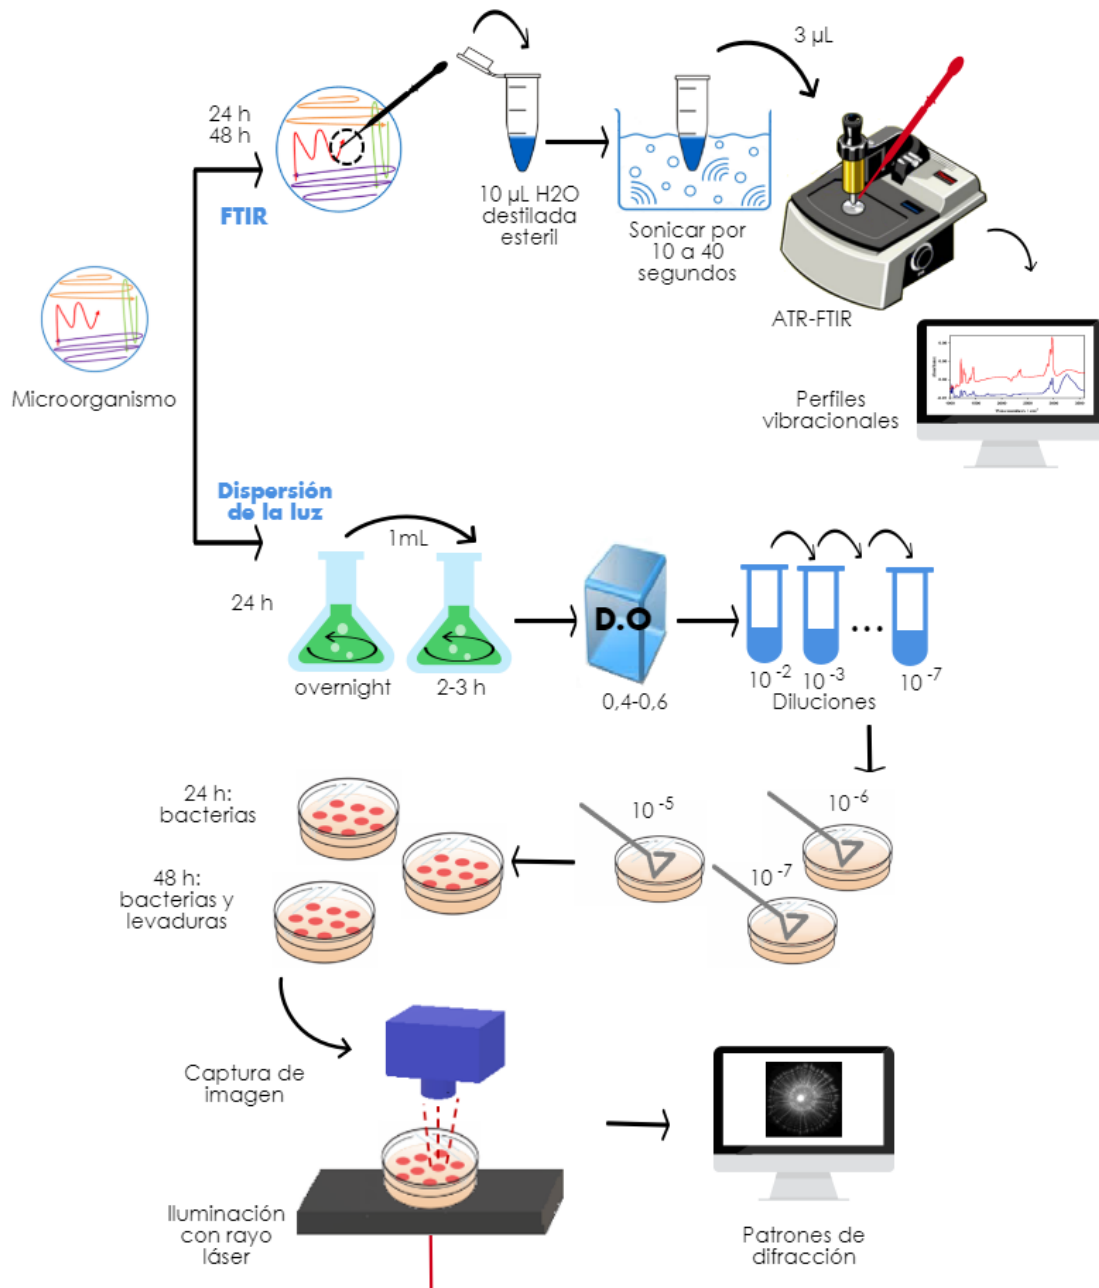 3 µL
24 h
48 h
FTIR
10 µL H2O
destilada
esteril
Sonicar por
10 a 40
segundos
ATR-FTIR
Microorganismo
Perfiles
vibracionales
Dispersión
de la luz
1mL
24 h
overnight
2-3 h
D.O
0,4-0,6
10 -2
10 -3
...
10 -7
Diluciones
24 h:
bacterias
48 h:
bacterias y
levaduras
10 -5
10 -6
10 -7
Captura de
imagen
Iluminación
con rayo
láser
Patrones de
difracción